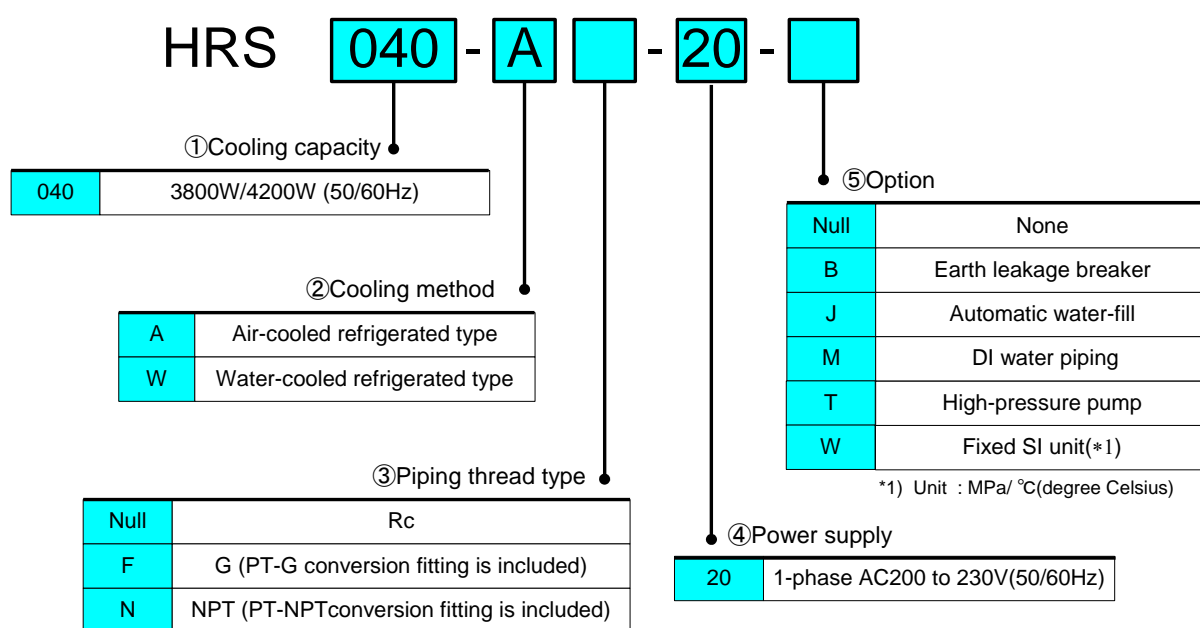 HRS 040 - A - 20 -
①Cooling capacity
040 3800W/4200W (50/60Hz)
②Cooling method
A Air-cooled refrigerated type
W Water-cooled refrigerated type
③Piping thread type
Null Rc
F G (PT-G conversion fitting is included)
N NPT (PT-NPTconversion fitting is included)
④Power supply
20 1-phase AC200 to 230V(50/60Hz)
⑤Option
Null None
B Earth leakage breaker
J Automatic water-fill
M DI water piping
T High-pressure pump
W Fixed SI unit(*1)
*1) Unit : MPa/ ℃(degree Celsius)